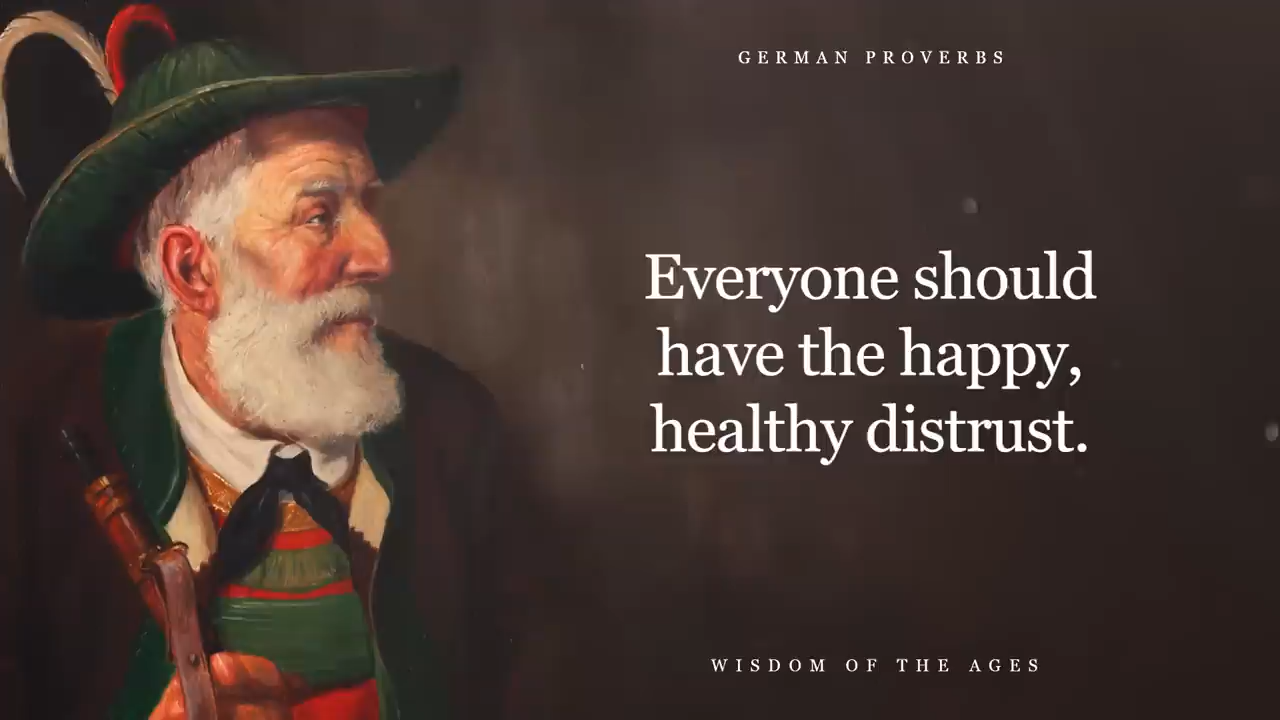 GERMAN PROVERBS
Everyone should
have the happy,
healthy distrust.
WISDOM OF THE AGES